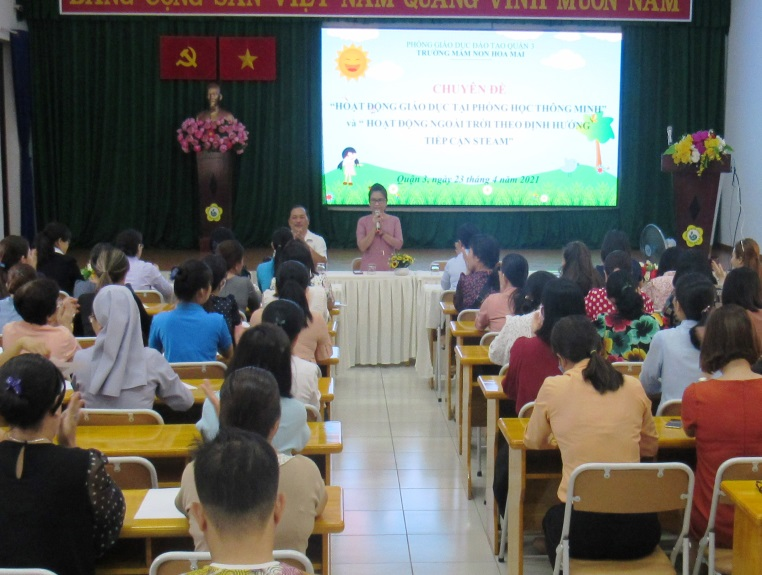 ĐẢNG CỘNG SẢN VIỆT NAM QUANG VINH MUÔN NĂM
PHÒNG GIÁO DỤC ĐÀO TẠO QUẬN 3
TRƯỜNG MẦM NON HOA MAI
CHUYÊN ĐỀ
“HOẠT ĐỘNG GIÁO DỤC TẠI PHÒNG HỌC THÔNG MINH”
và “ HOẠT ĐỘNG NGOÀI TRỜI THEO ĐỊNH HƯỚNG
TIẾP CẬN STEAM”
Quận 3, ngày 23 tháng 4 năm 2021